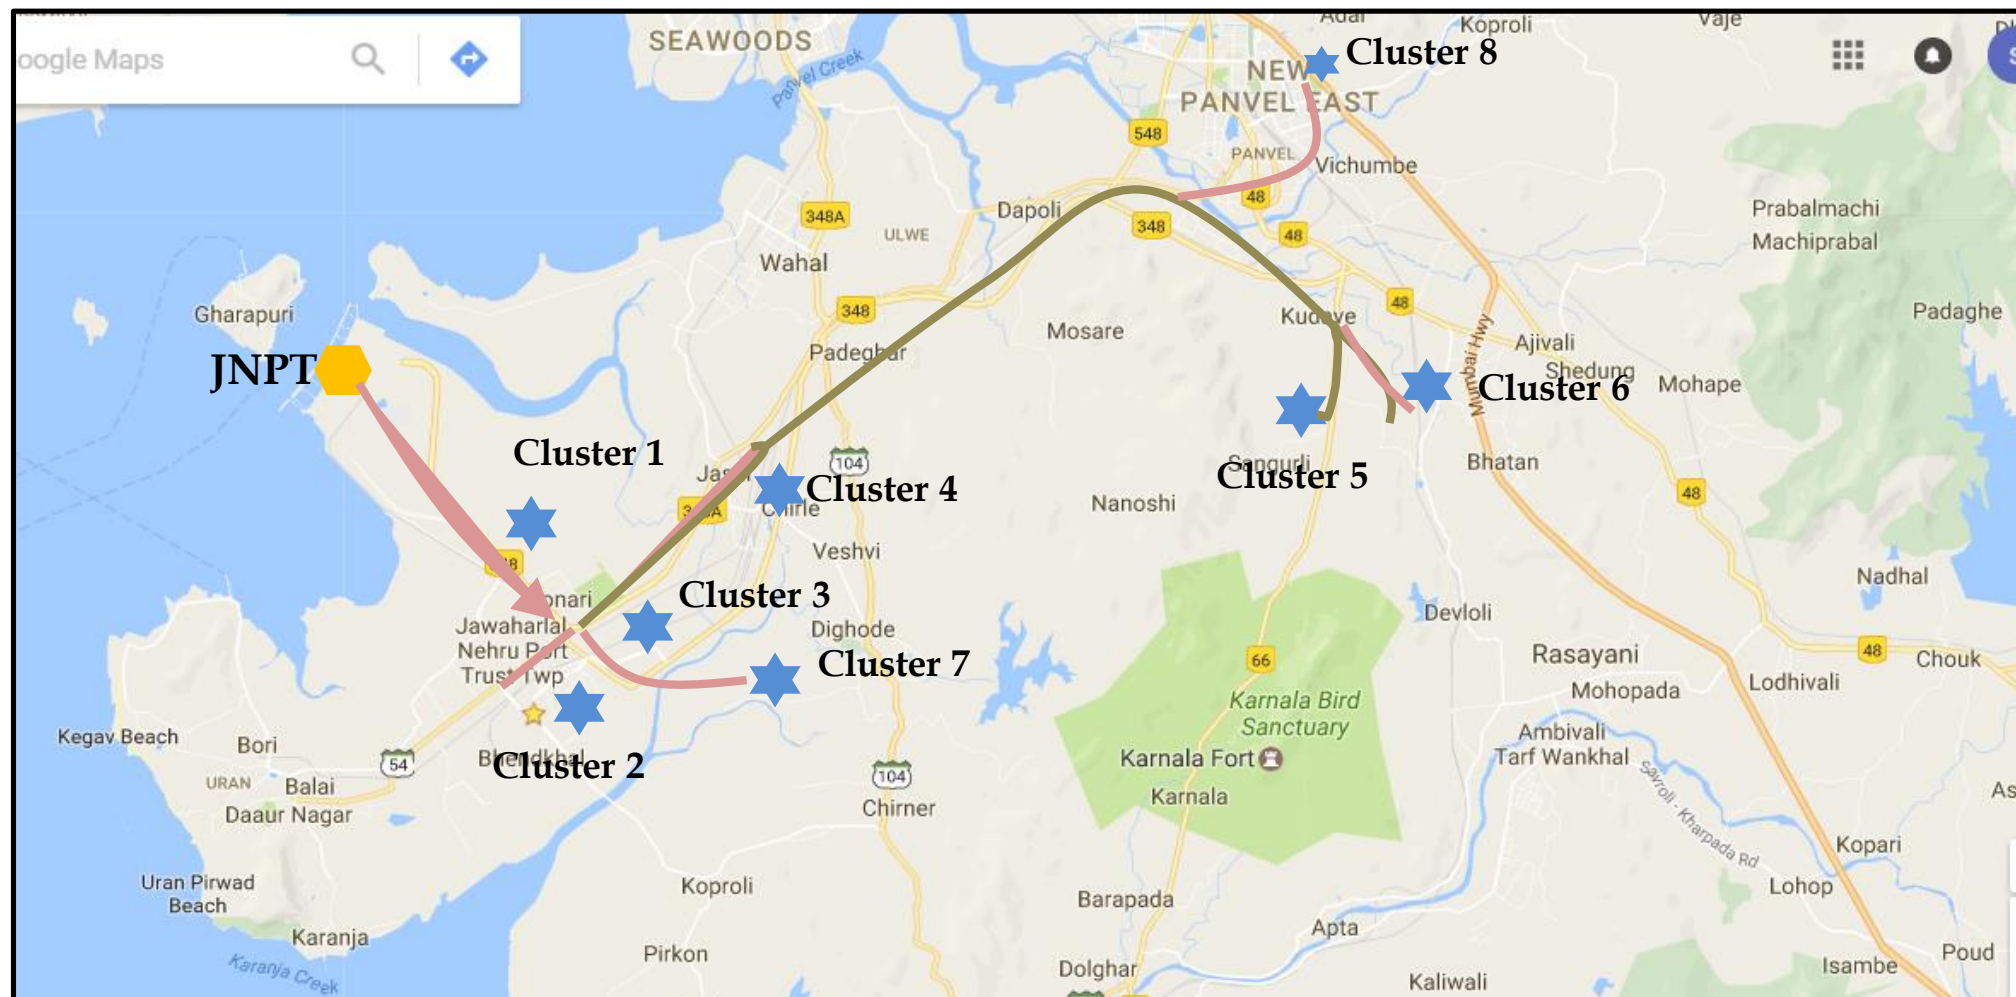 oogle Maps
SEAWOODS
Panvel Creek
Koproli
Vaje
Cluster 8
NEW
PANVEL EAST
548
PANVEL
Vichumbe
48
348A
Dapoli
348
48
ULWE
Prabalmachi
Machiprabal
Wahal
Gharapuri
348
Padeghar
Mosare
48
Mumbai Hwy
Ajivali
Padaghe
JNPT
Shedung
Mohape
Cluster 6
Cluster 1
104
Cluster 4
Cluster 5
Bhatan
48
Nanoshi
Veshvi
Nadhal
Cluster 3
Devloli
Jawaharlal
Nehru Port
Trust Twp
Dighode
Cluster 7
66
Rasayani
48
Chouk
Mohopada
Lodhivali
Karnala Bird
Sanctuary
Kegav Beach
Bori
54
Cluster 2
Karnala Fort
Ambivali
Tarf Wankhal
URAN
Balai
104
Karnala
Savroli - Kharpada Rd
Daaur Nagar
Chirner
Kopari
Uran Pirwad
Beach
Koproli
Barapada
Lohop
Karanja
Apta
Karanja Creek
Pirkon
Dolghar
Kaliwali
Isambe
Poud